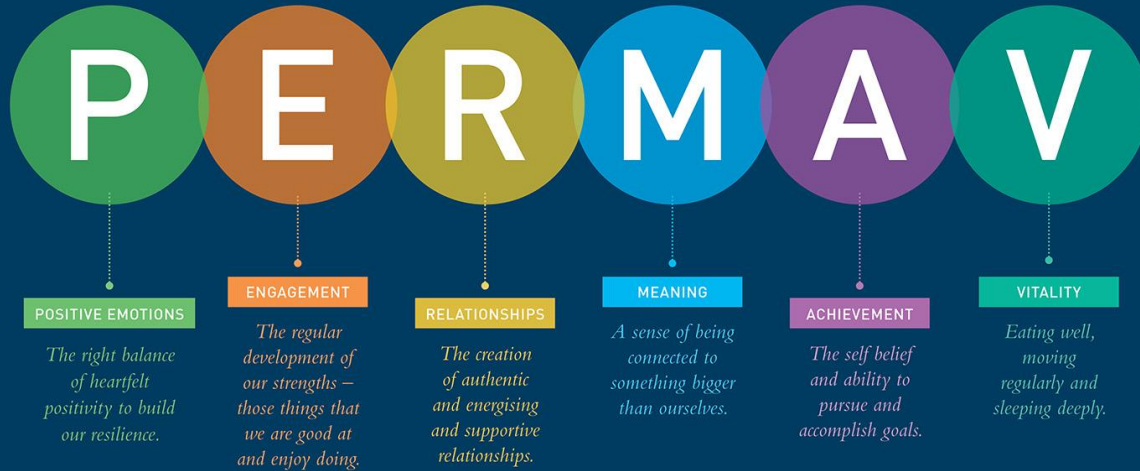 P E R M A V
POSITIVE EMOTIONS
The right balance
of heartfelt
positivity to build
our resilience.
ENGAGEMENT
The regular
development of
our strengths –
those things that
we are good at
and enjoy doing.
RELATIONSHIPS
The creation
of authentic
and energising
and supportive
relationships.
MEANING
A sense of being
connected to
something bigger
than ourselves.
ACHIEVEMENT
The self belief
and ability to
pursue and
accomplish goals.
VITALITY
Eating well,
moving
regularly and
sleeping deeply.